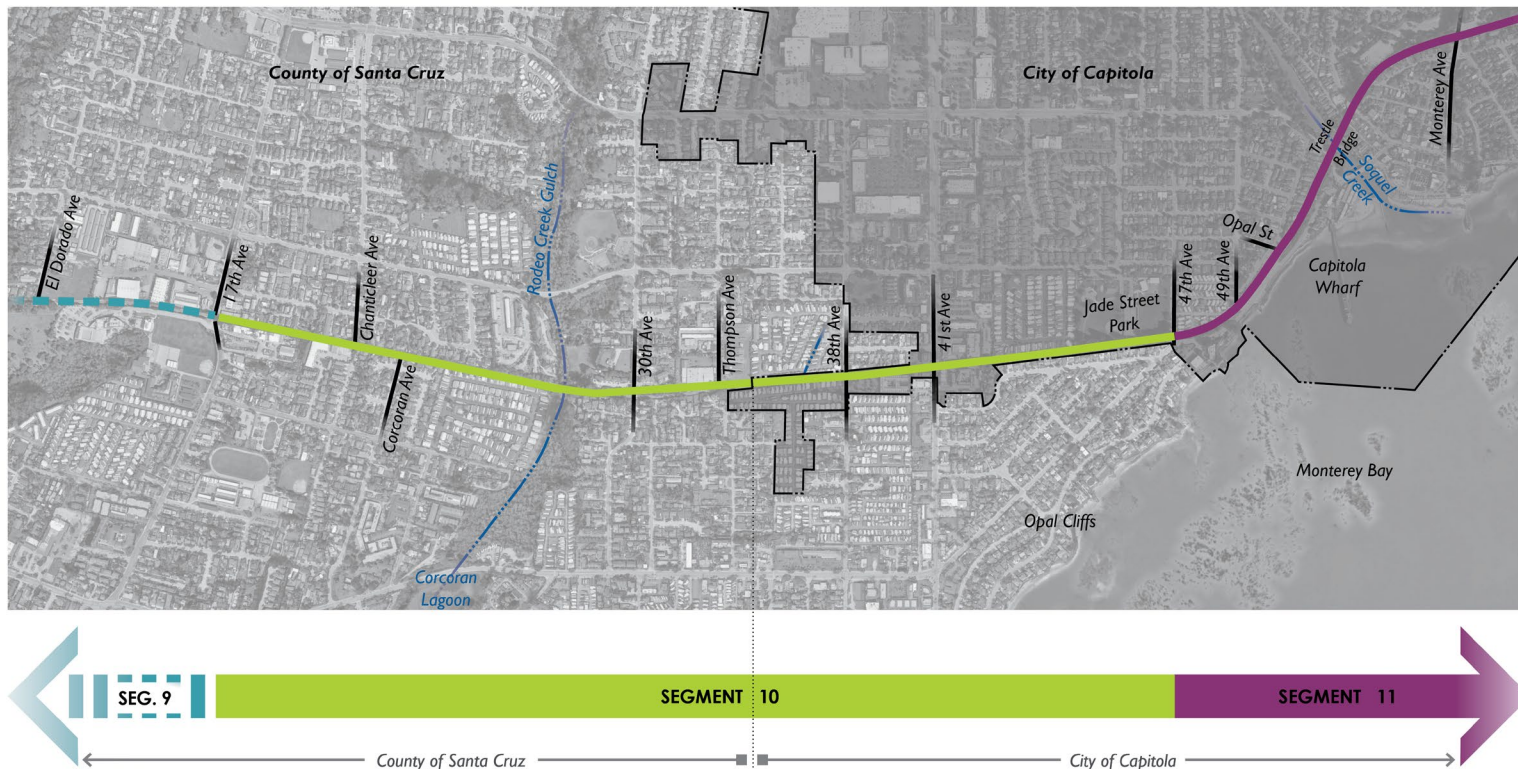 County of Santa Cruz
City of Capitola
Monterey Ave
Trestle
Bridge
Soquel
Creek
Rodeo Creek Gulch
El Dorado Ave
17th Ave
Chanticleer Ave
Opal St
47th Ave
49th Ave
Capitola
Wharf
Jade Street
Park
30th Ave
Thompson Ave
38th Ave
41st Ave
Corcoran Ave
Monterey Bay
Opal Cliffs
Corcoran
Lagoon
SEG. 9
SEGMENT 10
SEGMENT 11
County of Santa Cruz
City of Capitola